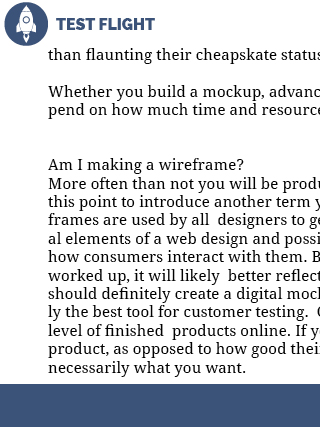 TEST FLIGHT
than flaunting their cheapskate status
Whether you build a mockup, advanc
pend on how much time and resource
Am I making a wireframe?
More often than not you will be produ
this point to introduce another term y
frames are used by all  designers to ge
al elements of a web design and possi
how consumers interact with them. B
worked up, it will likely  better reflect
should definitely create a digital mock
ly the best tool for customer testing.
level of finished  products online. If y
product, as opposed to how good thei
necessarily what you want.